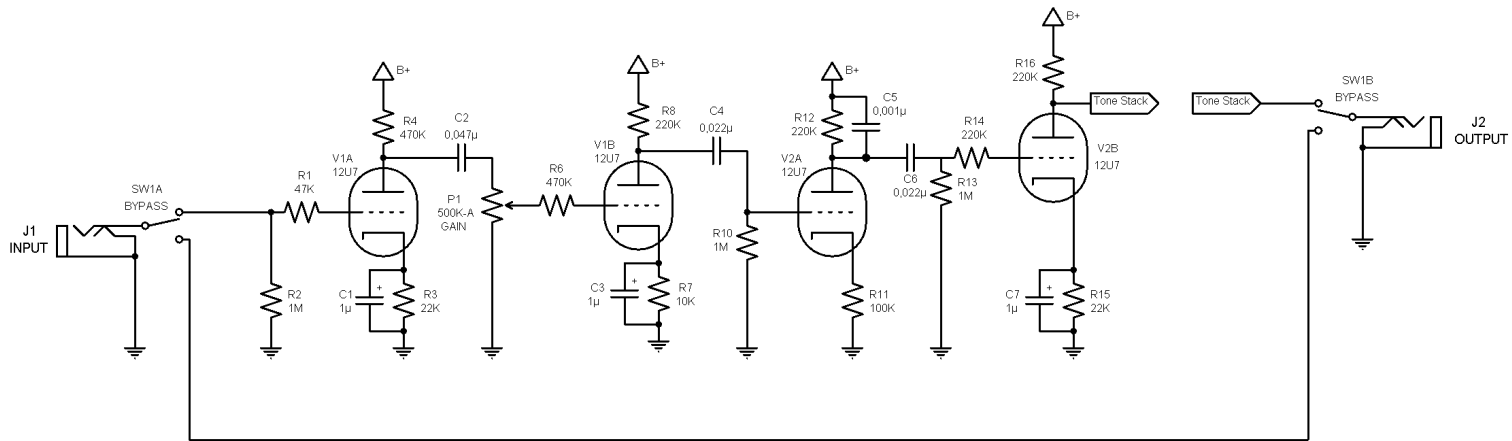 J1
INPUT
SW1A
BYPASS
R2
1M
R1
47K
B+
R4
470K
V1A
12U7
C1
+
1µ
R3
22K
C2
0,047µ
P1
500K-A
GAIN
R6
470K
B+
R8
220K
V1B
12U7
C3
+
1µ
R7
10K
C4
0,022µ
R10
1M
B+
R12
220K
C5
0,001µ
V2A
12U7
R11
100K
C6
0,022µ
R13
1M
R14
220K
B+
R16
220K
V2B
12U7
C7
+
1µ
R15
22K
Tone Stack
Tone Stack
SW1B
BYPASS
J2
OUTPUT